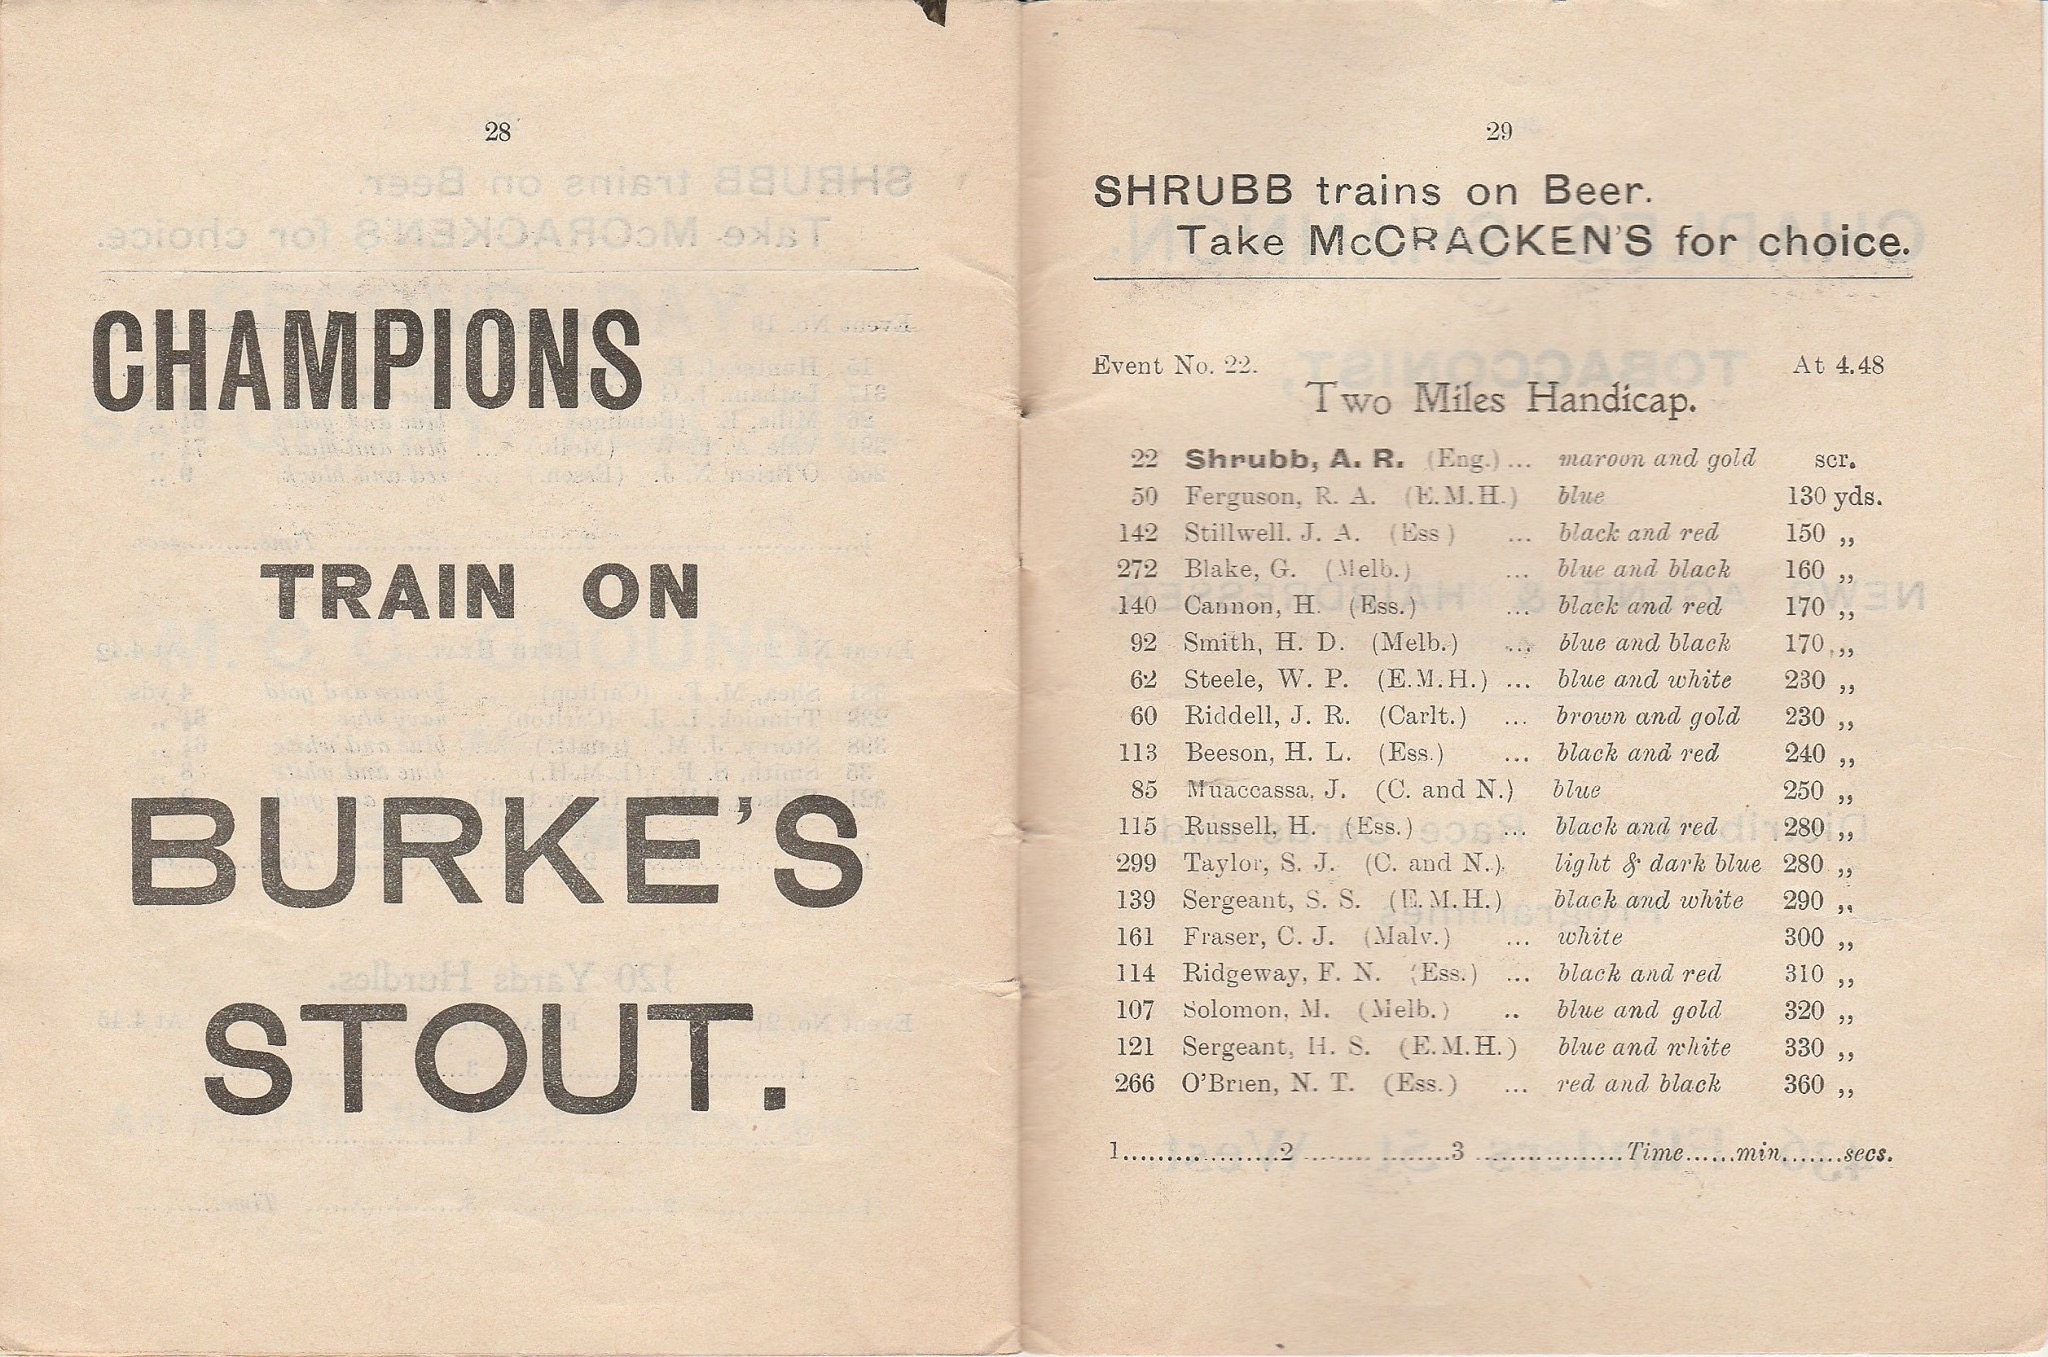 28
CHAMPIONS
TRAIN ON
BURKE'S
STOUT.
29
SHRUBB trains on Beer.
Take McCRACKEN'S for choice.
Event No. 22. At 4.48
Two Miles Handicap.
22 Shrubb, A. R. (Eng.) ... maroon and gold scr.
50 Ferguson, R. A. (E.M.H.) blue 130 yds.
142 Stillwell. J. A. (Ess ) ... black and red 150 ,,
272 Blake, G. (Melb.) ... blue and black 160 ,,
140 Cannon, H. (Ess.) ... black and red 170 ,,
92 Smith, H. D. (Melb.) ... blue and black 170 ,,
62 Steele, W. P. (E.M.H.) ... blue and white 230 ,,
60 Riddell, J. R. (Carlt.) ... brown and gold 230 ,,
113 Beeson, H. L. (Ess.) ... black and red 240 ,,
85 Muaccassa, J. (C. and N.) blue 250 ,,
115 Russell, H. (Ess.) ... black and red 280 ,,
299 Taylor, S. J. (C. and N.) light & dark blue 280 ,,
139 Sergeant, S. S. (E.M.H.) black and white 290 ,,
161 Fraser, C. J. (Malv.) ... white 300 ,,
114 Ridgeway, F. N. (Ess.) ... black and red 310 ,,
107 Solomon, M. (Melb.) .. blue and gold 320 ,,
121 Sergeant, H. S. (E.M.H.) blue and white 330 ,,
266 O'Brien, N. T. (Ess.) ... red and black 360 ,,
1..................2 ........ .........3 ..................Time......min.......secs.